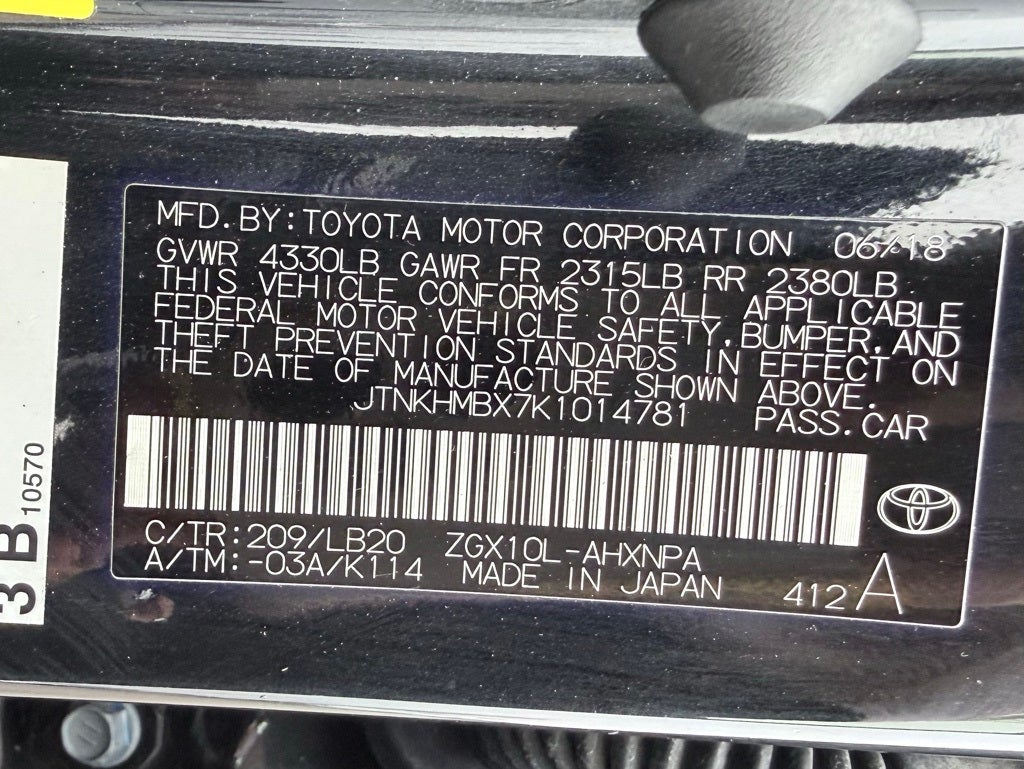 MFD.BY:TOYOTA MOTOR CORPORATION 06/18
GVWR 4330LB GAWR FR 2315LB RR 2380LB
THIS VEHICLE CONFORMS TO ALL APPLICABLE
FEDERAL MOTOR VEHICLE SAFETY,BUMPER,AND
THEFT PREVENTION STANDARDS IN EFFECT ON
THE DATE OF MANUFACTURE SHOWN ABOVE.
JTNKHMBX7K1014781 PASS.CAR
C/TR:209/LB20 ZGX10L-AHXNPA
A/TM:-03A/K114 MADE IN JAPAN
412 A
3 B
10570